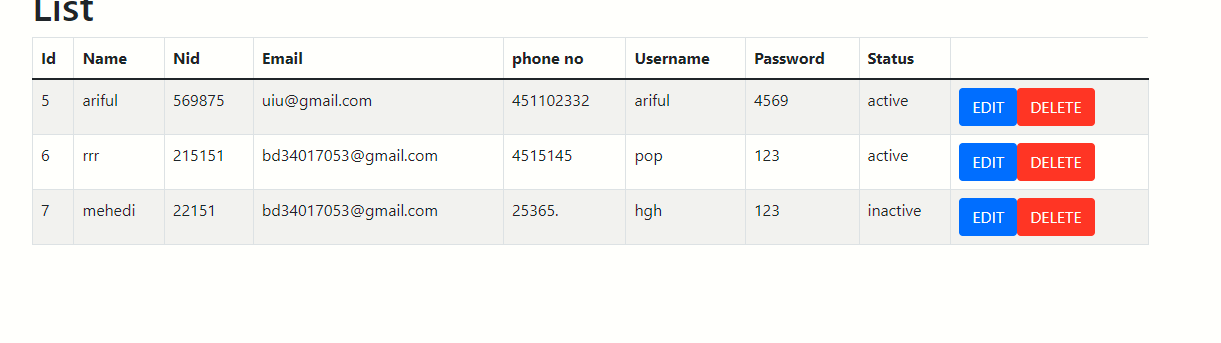 List
Id Name Nid Email phone no Username Password Status
5 ariful 569875 uiu@gmail.com 451102332 ariful 4569 active EDIT DELETE
6 rrr 215151 bd34017053@gmail.com 4515145 pop 123 active EDIT DELETE
7 mehedi 22151 bd34017053@gmail.com 25365. hgh 123 inactive EDIT DELETE